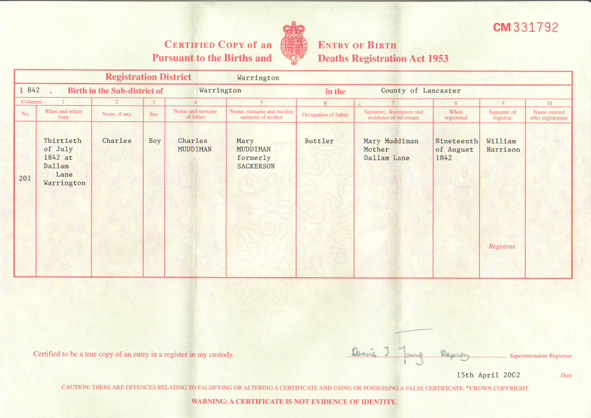 CM 331792
CERTIFIED COPY of an ENTRY OF BIRTH
Pursuant to the Births and Deaths Registration Act 1953
Registration District Warrington
1 842 . Birth in the Sub-district of Warrington in the County of Lancaster
Columns:- 1 2 3 4 5 6 7 8 9 10
No. When and where born Name, if any Sex Name and surname of father Name, surname and maiden surname of mother Occupation of father Signature, description and residence of informant When registered Signature of registrar Name entered after registration
Thirtieth Charles Boy Charles Mary Butler Mary Muddiman Nineteenth William
of July MUDDIMAN MUDDIMAN Mother of August Harrison
1842 at formerly Dallam Lane 1842
Dallam SACKERSON
Lane
201
Warrington
Registrar
Certified to be a true copy of an entry in a register in my custody. Deputy Superintendent Registrar
15th April 2002 Date
CAUTION: THERE ARE OFFENCES RELATING TO FALSIFYING OR ALTERING A CERTIFICATE AND USING OR POSSESSING A FALSE CERTIFICATE. ©CROWN COPYRIGHT
WARNING: A CERTIFICATE IS NOT EVIDENCE OF IDENTITY.